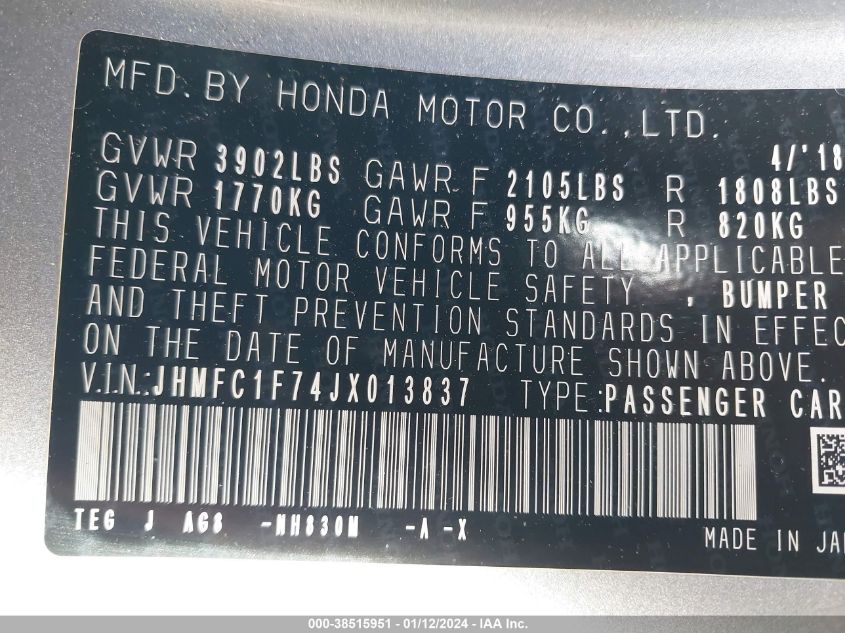 MFD. BY HONDA MOTOR CO., LTD.
4/'18
GVWR 3902LBS GAWR F 2105LBS R 1808LBS
GVWR 1770KG GAWR F 955KG R 820KG
THIS VEHICLE CONFORMS TO ALL APPLICABLE
FEDERAL MOTOR VEHICLE SAFETY , BUMPER
AND THEFT PREVENTION STANDARDS IN EFFEC
ON THE DATE OF MANUFACTURE SHOWN ABOVE.
V.I.N.:JHMFC1F74JX013837 TYPE:PASSENGER CAR
TEG J AG8 -NH830M -A -X
MADE IN JA
000-38515951 - 01/12/2024 - IAA Inc.